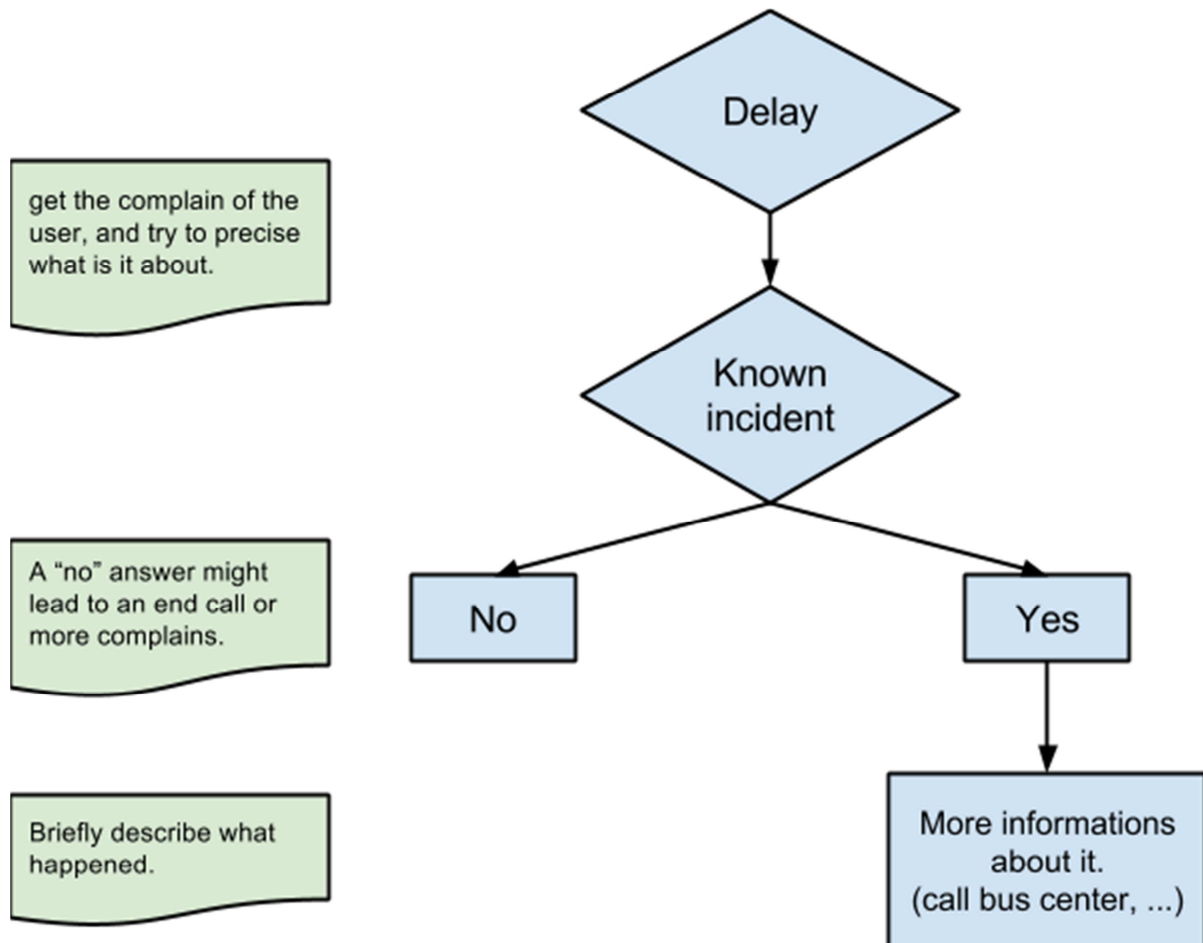 Delay
get the complain of the
user, and try to precise
what is it about.
Known
incident
A “no” answer might
lead to an end call or
more complains.
No
Yes
Briefly describe what
happened.
More informations
about it.
(call bus center, ...)